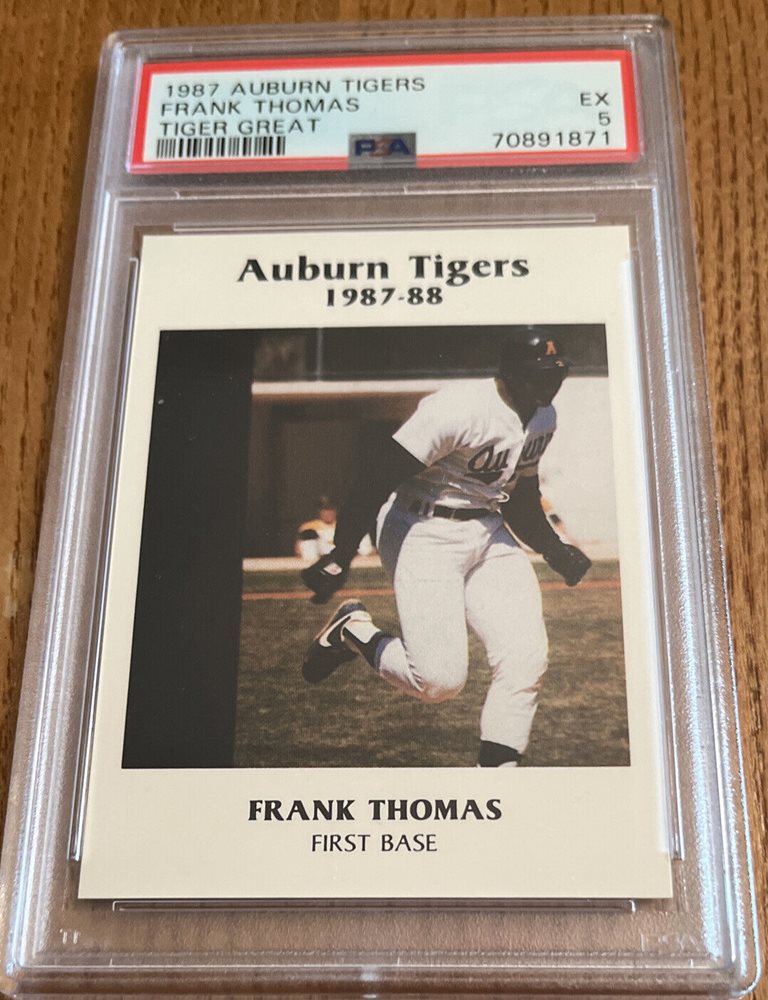 1987 AUBURN TIGERS
FRANK THOMAS
TIGER GREAT
EX
5
70891871
PSA
Auburn Tigers
1987-88
A
FRANK THOMAS
FIRST BASE